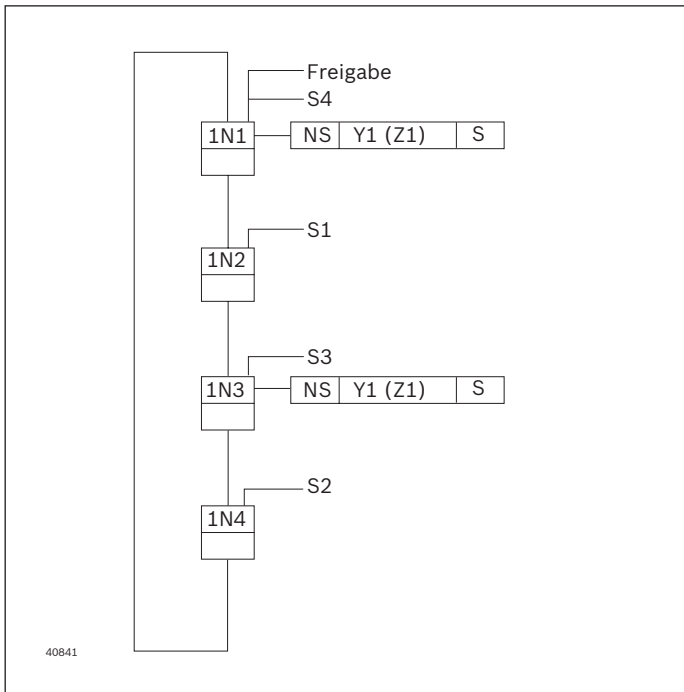 Freigabe
S4
1N1 NS Y1 (Z1) S
S1
1N2
S3
1N3 NS Y1 (Z1) S
S2
1N4
40841